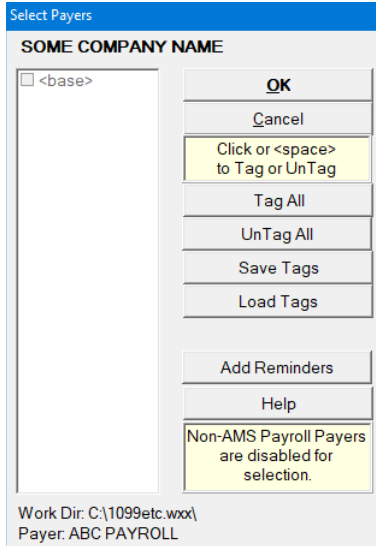 Select Payers
SOME COMPANY NAME
<base>
OK
Cancel
Click or <space>
to Tag or UnTag
Tag All
UnTag All
Save Tags
Load Tags
Add Reminders
Help
Non-AMS Payroll Payers
are disabled for
selection.
Work Dir: C:\1099etc.wxx\
Payer: ABC PAYROLL